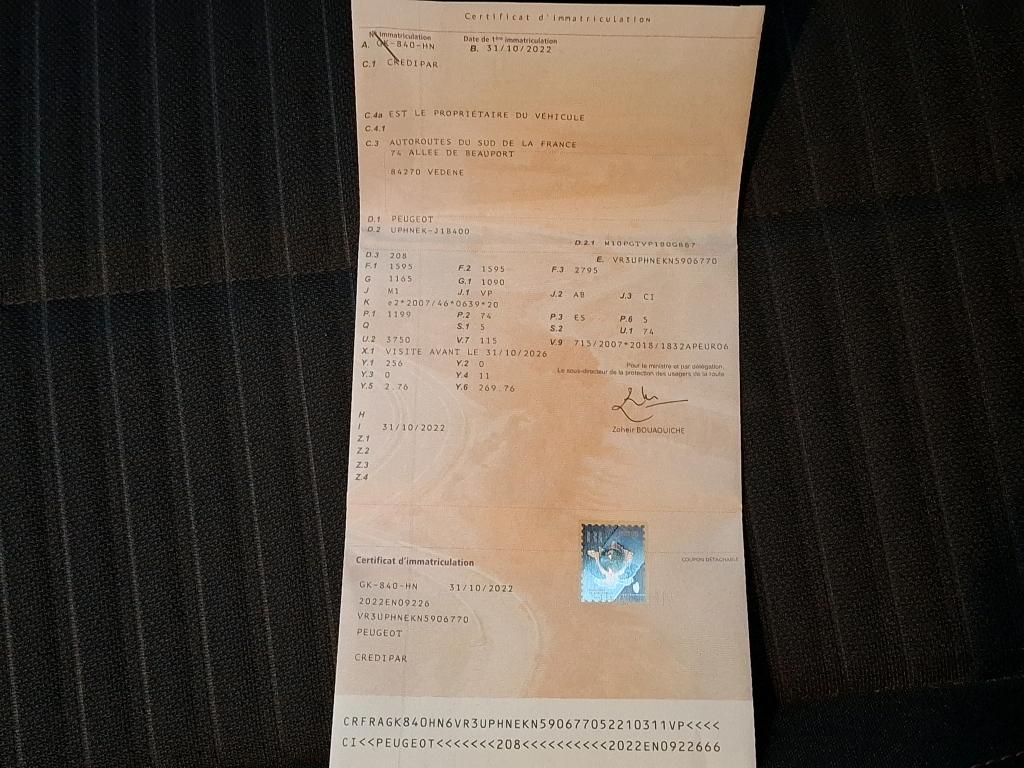 Certificat d'immatriculation
N° Immatriculation Date de 1ère immatriculation
A. GK-840-HN B. 31/10/2022
C.1 CREDIPAR
C.4a EST LE PROPRIÉTAIRE DU VÉHICULE
C.4.1
C.3 AUTOROUTES DU SUD DE LA FRANCE
74 ALLEE DE BEAUPORT
84270 VEDENE
D.1 PEUGEOT
D.2 UPHNEK-J1B400
D.2.1 M10PGTVP180GB87
D.3 208 E. VR3UPHNEKN5906770
F.1 1595 F.2 1595 F.3 2795
G 1165 G.1 1090
J M1 J.1 VP J.2 AB J.3 CI
K e2*2007/46*0639*20
P.1 1199 P.2 74 P.3 ES P.6 5
Q S.1 5 S.2 U.1 74
U.2 3750 V.7 115 V.9 715/2007*2018/1832APEURO6
X.1 VISITE AVANT LE 31/10/2026
Y.1 256 Y.2 0
Y.3 0 Y.4 11
Y.5 2.76 Y.6 269.76
Pour le ministre et par délégation,
Le sous-directeur de la protection des usagers de la route
Zoheir BOUAOUICHE
H
I 31/10/2022
Z.1
Z.2
Z.3
Z.4
COUPON DÉTACHABLE
Certificat d'immatriculation
GK-840-HN 31/10/2022
2022EN09226
VR3UPHNEKN5906770
PEUGEOT
CREDIPAR
CRFRAGK840HN6VR3UPHNEKN590677052210311VP<<<<
CI<<PEUGEOT<<<<<<<208<<<<<<<<<<2022EN0922666